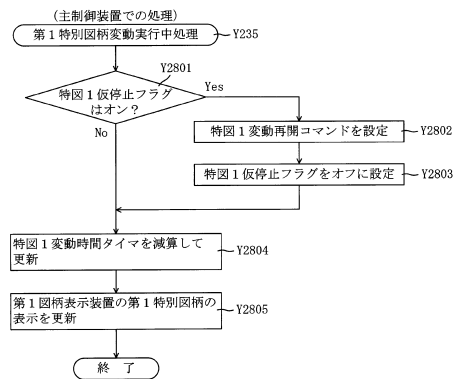 (主制御装置での処理)
第1特別図柄変動実行中処理
Y235
Y2801
特図1仮停止フラグ
はオン?
Yes
No
特図1変動再開コマンドを設定
Y2802
特図1仮停止フラグをオフに設定
Y2803
特図1変動時間タイマを減算して
更新
Y2804
第1図柄表示装置の第1特別図柄の
表示を更新
Y2805
終 了